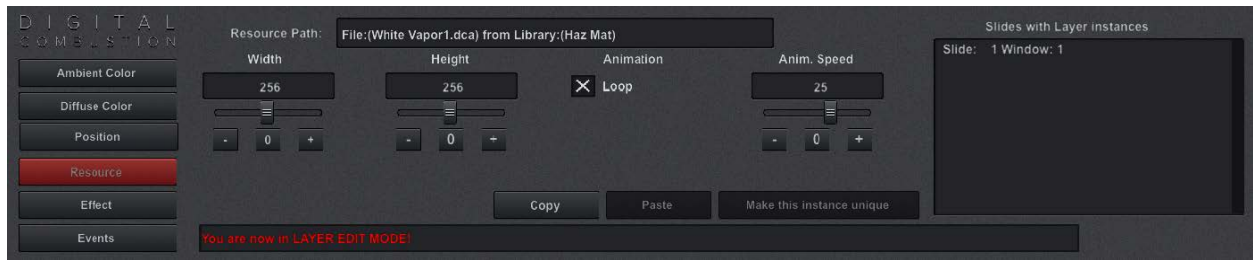 DIGITAL
COMBUSTION
Resource Path: File:(White Vapor1.dca) from Library:(Haz Mat)
Slides with Layer instances
Slide: 1 Window: 1
Width Height Animation Anim. Speed
256 256 Loop 25
- 0 + - 0 + - 0 +
Ambient Color
Diffuse Color
Position
Resource
Effect
Events
Copy Paste Make this instance unique
You are now in LAYER EDIT MODE!